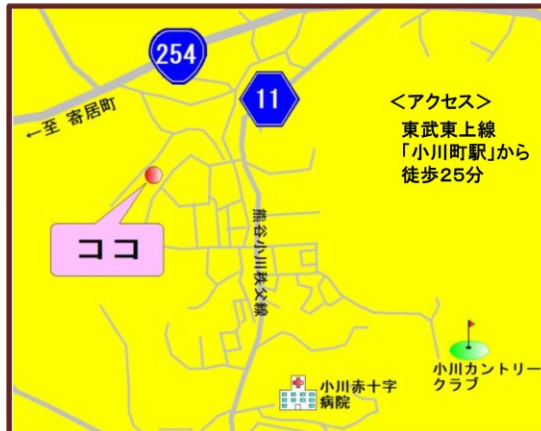 254
11
←至 寄居町
<アクセス>
東武東上線
「小川町駅」から
徒歩25分
ココ
熊谷小川秩父線
小川カントリー
クラブ
小川赤十字
病院